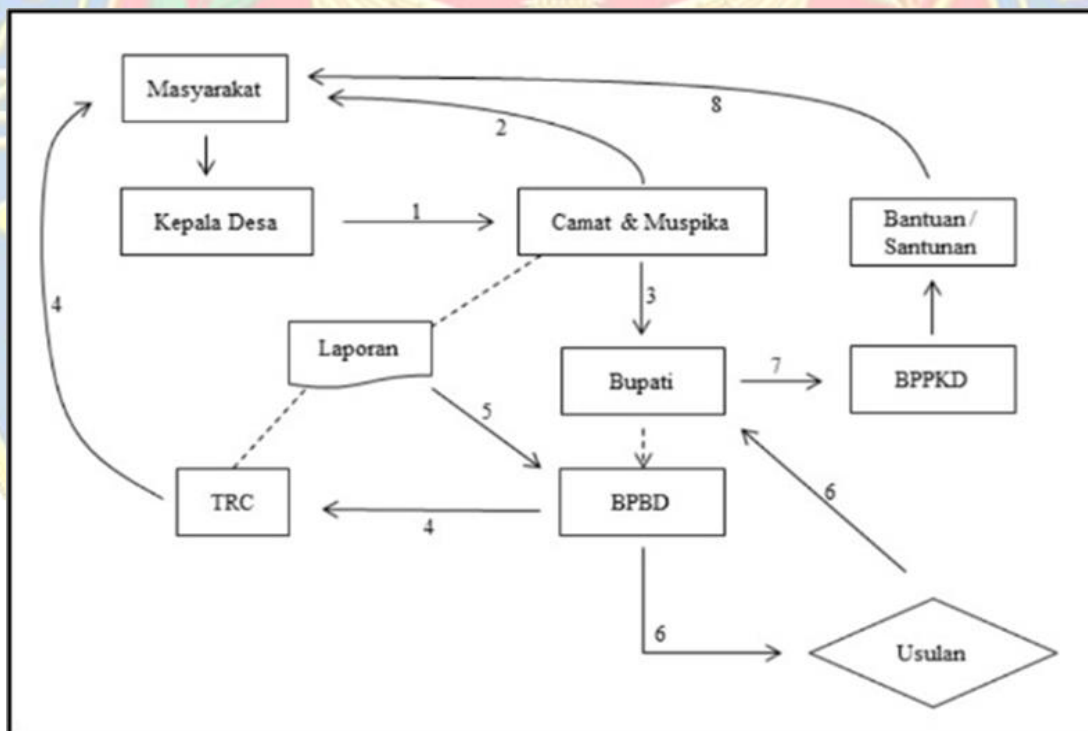 Masyarakat
8
2
Kepala Desa
1
Camat & Muspika
Bantuan /
Santunan
4
3
Laporan
Bupati
7
BPPKD
5
TRC
4
BPBD
6
6
Usulan